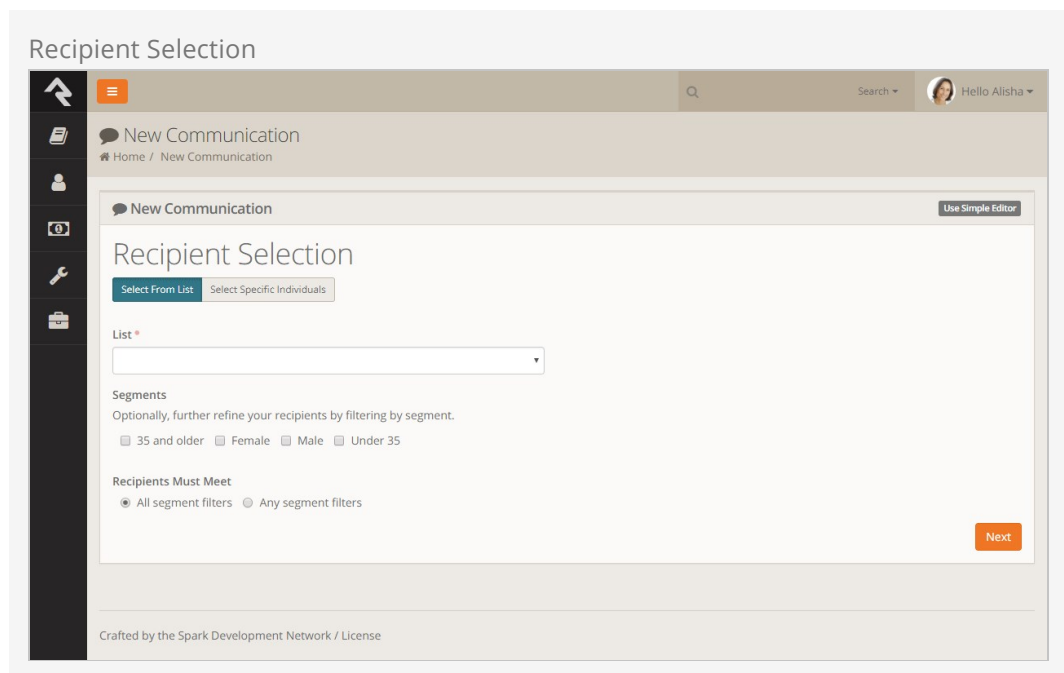 Recipient Selection
Search
Hello Alisha
New Communication
Home / New Communication
New Communication
Use Simple Editor
Recipient Selection
Select From List Select Specific Individuals
List *
Segments
Optionally, further refine your recipients by filtering by segment.
35 and older Female Male Under 35
Recipients Must Meet
All segment filters Any segment filters
Next
Crafted by the Spark Development Network / License